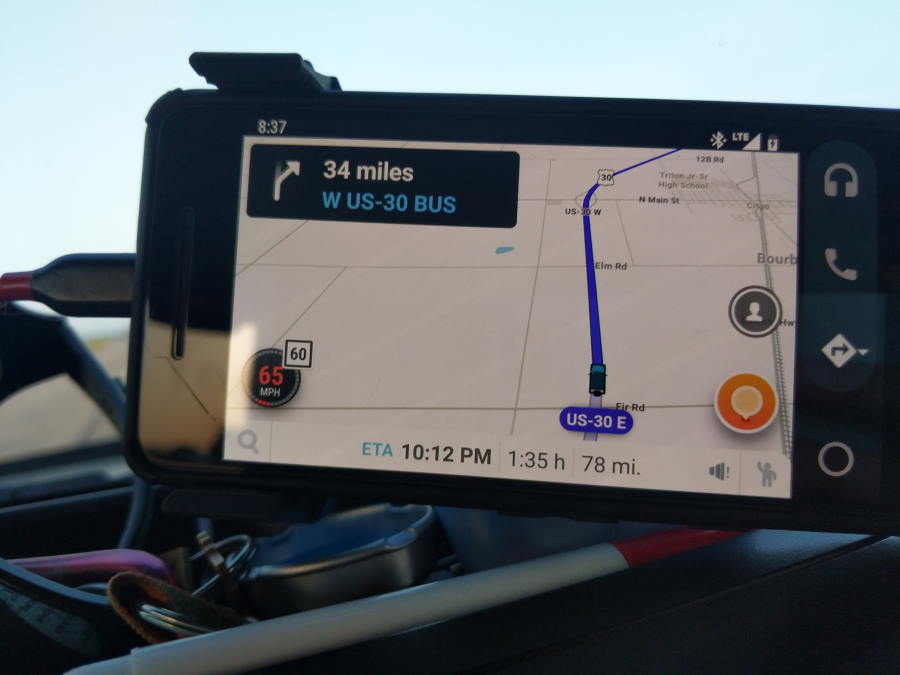 8:37
LTE
34 miles
W US-30 BUS
12B Rd
30
Triton Jr-Sr
High School
N Main St
Citgo
US-30 W
Elm Rd
Bourb
Hw
60
65
MPH
Fir Rd
US-30 E
ETA 10:12 PM 1:35 h 78 mi.